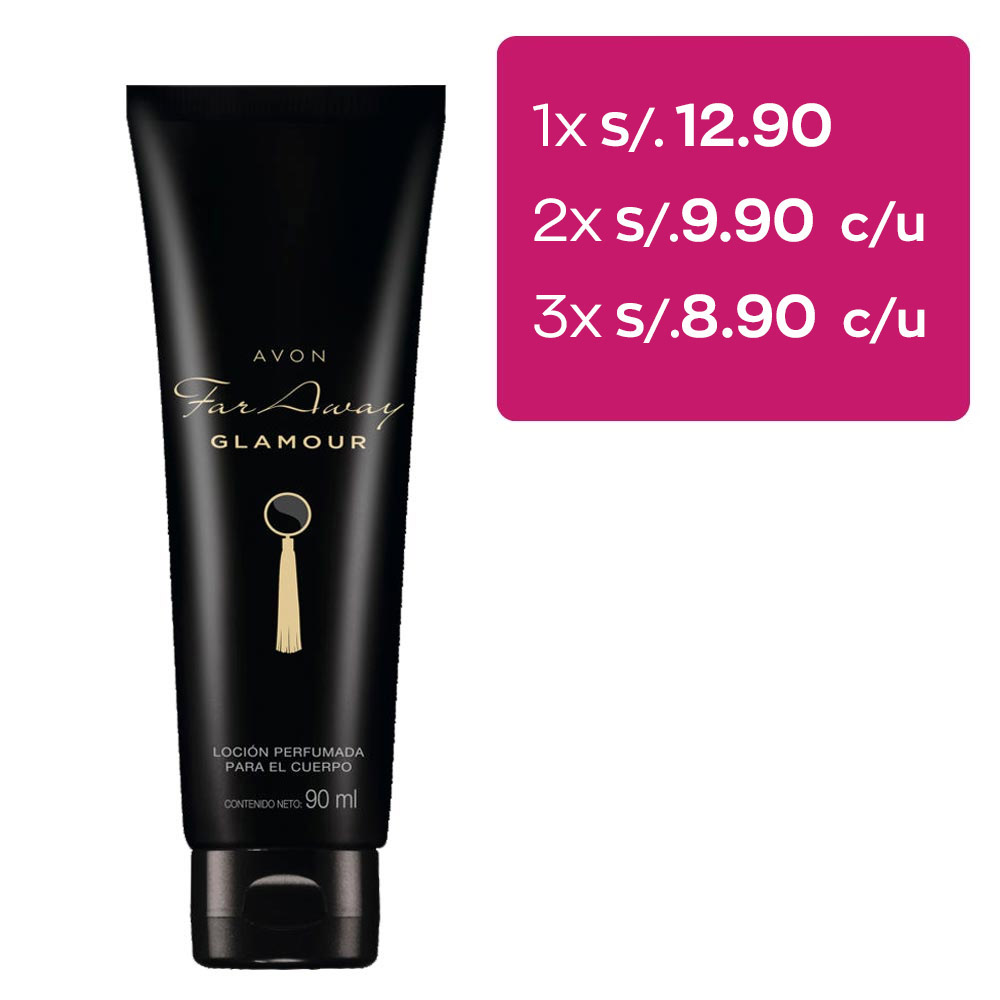 AVON
Far Away
GLAMOUR
LOCIÓN PERFUMADA
PARA EL CUERPO
CONTENIDO NETO: 90 ml
1x S/. 12.90
2x S/.9.90 c/u
3x S/.8.90 c/u